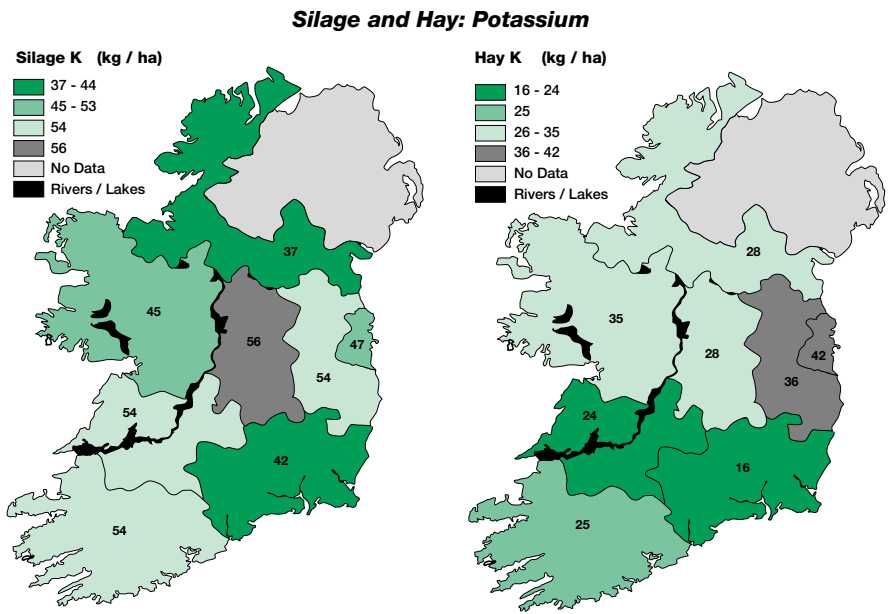 Silage and Hay: Potassium
Silage K (kg / ha)
37 - 44
45 - 53
54
56
No Data
Rivers / Lakes
37
45
56
47
54
54
42
54
Hay K (kg / ha)
16 - 24
25
26 - 35
36 - 42
No Data
Rivers / Lakes
28
35
28
42
36
24
16
25